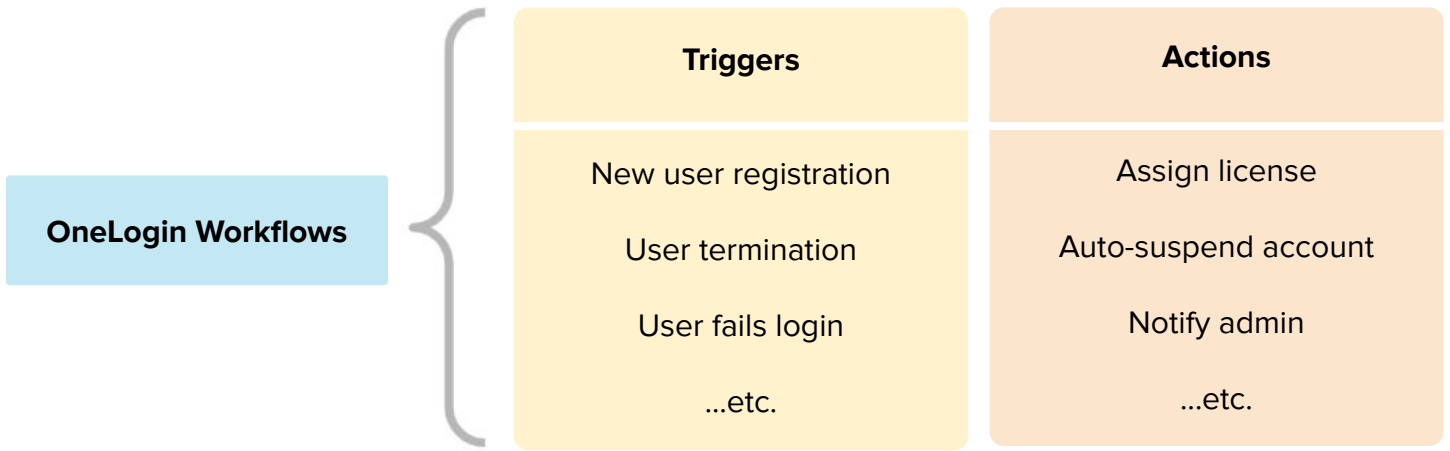 OneLogin Workflows
Triggers
New user registration
User termination
User fails login
...etc.
Actions
Assign license
Auto-suspend account
Notify admin
...etc.